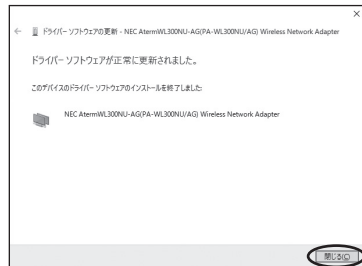 ドライバー ソフトウェアの更新 - NEC AtermWL300NU-AG(PA-WL300NU/AG) Wireless Network Adapter
ドライバー ソフトウェアが正常に更新されました。
このデバイスのドライバー ソフトウェアのインストールを終了しました:
NEC AtermWL300NU-AG(PA-WL300NU/AG) Wireless Network Adapter
閉じる(C)